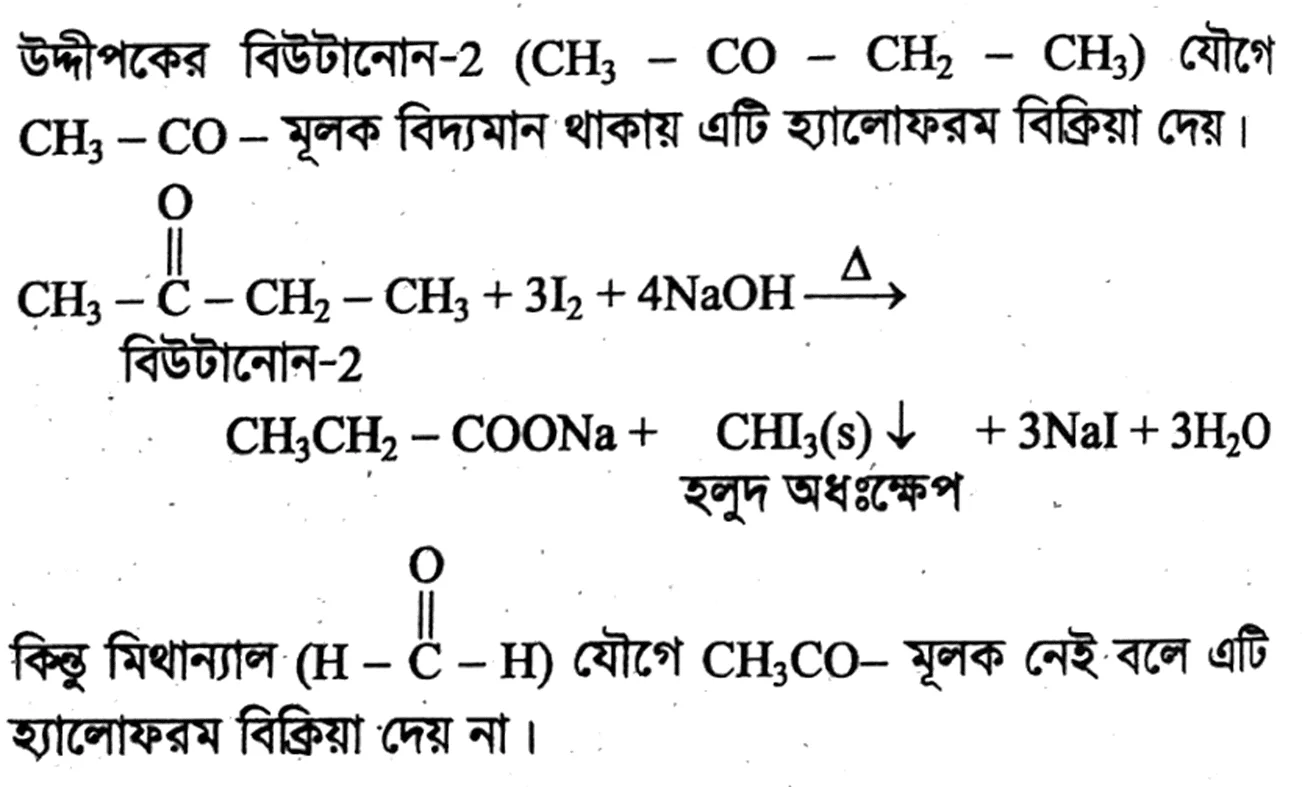 উদ্দীপকের বিউটানোন-2 (CH₃ – CO – CH₂ – CH₃) যৌগে
CH₃ – CO – মূলক বিদ্যমান থাকায় এটি হ্যালোফরম বিক্রিয়া দেয়।
O
||
CH₃ – C – CH₂ – CH₃ + 3I₂ + 4NaOH –Δ→
বিউটানোন-2
CH₃CH₂ – COONa + CHI₃(s)↓ + 3NaI + 3H₂O
হলুদ অধঃক্ষেপ
O
||
কিন্তু মিথান্যাল (H – C – H) যৌগে CH₃CO– মূলক নেই বলে এটি
হ্যালোফরম বিক্রিয়া দেয় না।